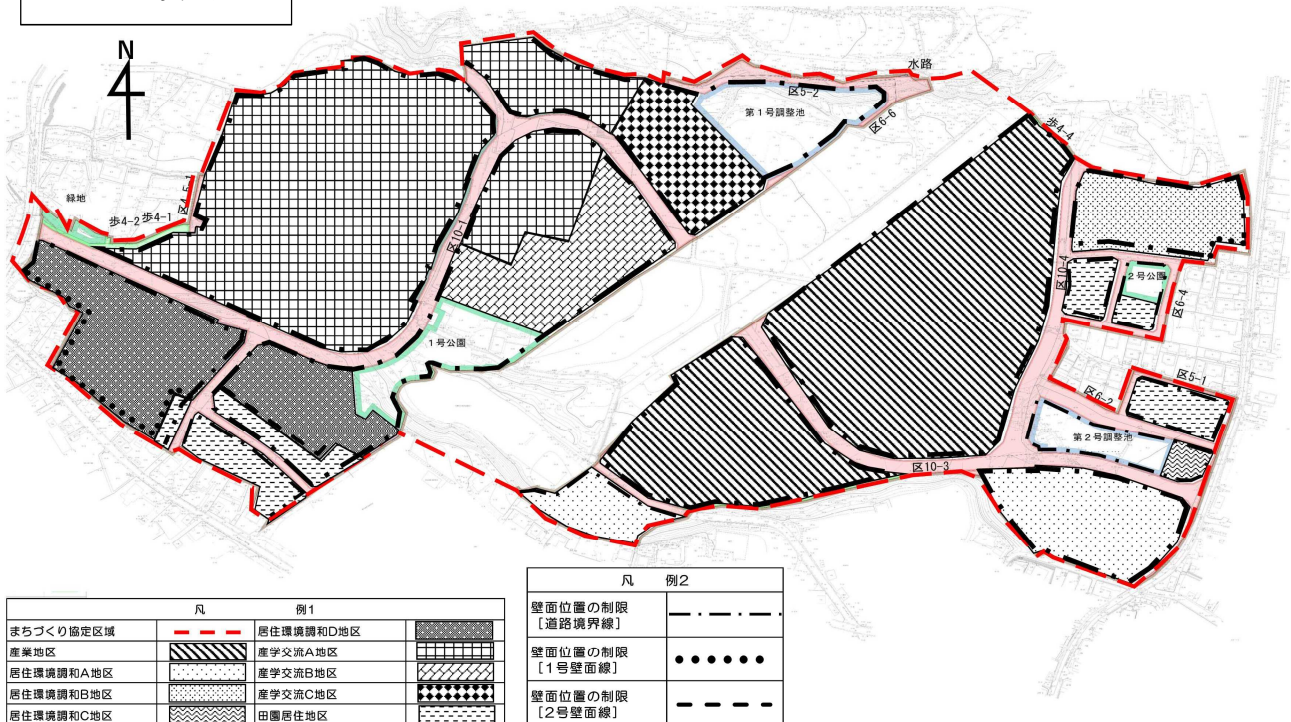 N
水路
区5-2
第1号調整池
区6-6
歩4-4
緑地
歩4-2
歩4-1
区4.5-1
区10-1
区10-4
2号公園
区6-4
1号公園
区5-1
区6-2
第2号調整池
区10-3
凡 例1
まちづくり協定区域
居住環境調和D地区
産業地区
産学交流A地区
居住環境調和A地区
産学交流B地区
居住環境調和B地区
産学交流C地区
居住環境調和C地区
田園居住地区
凡 例2
壁面位置の制限
[道路境界線]
壁面位置の制限
[1号壁面線]
壁面位置の制限
[2号壁面線]